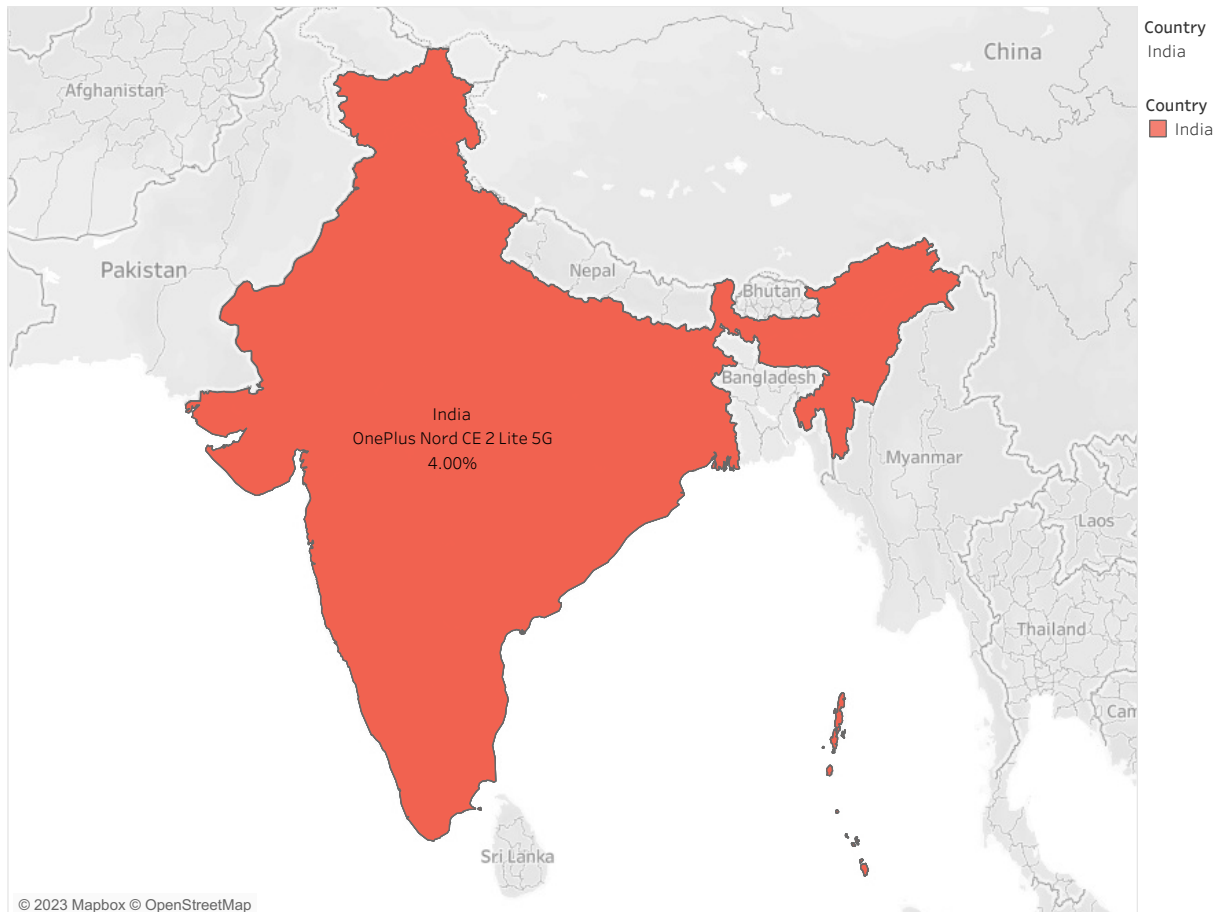 Country
India
Country
India
China
Afghanistan
Pakistan
Nepal
Bhutan
Bangladesh
India
OnePlus Nord CE 2 Lite 5G
4.00%
Myanmar
Laos
Thailand
Cam
Sri Lanka
© 2023 Mapbox © OpenStreetMap